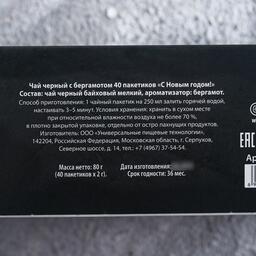 Чай черный с бергамотом 40 пакетиков «С Новым годом!»
Состав: чай черный байховый мелкий, ароматизатор: бергамот.
Способ приготовления: 1 чайный пакетик на 250 мл залить горячей водой,
настаивать 3–5 минут. Условия хранения: хранить в сухом месте
при относительной влажности воздуха не более 70 %,
в плотно закрытой упаковке, отдельно от остро пахнущих продуктов.
Изготовитель: ООО «Универсальные пищевые технологии»,
142204, Российская Федерация, Московская область, г. Серпухов,
Северное шоссе, д. 14, тел.: +7 (4967) 37-54-54.
Масса нетто: 80 г
(40 пакетиков х 2 г).
Дата изготовления:
Срок годности: 36 мес.
EAC